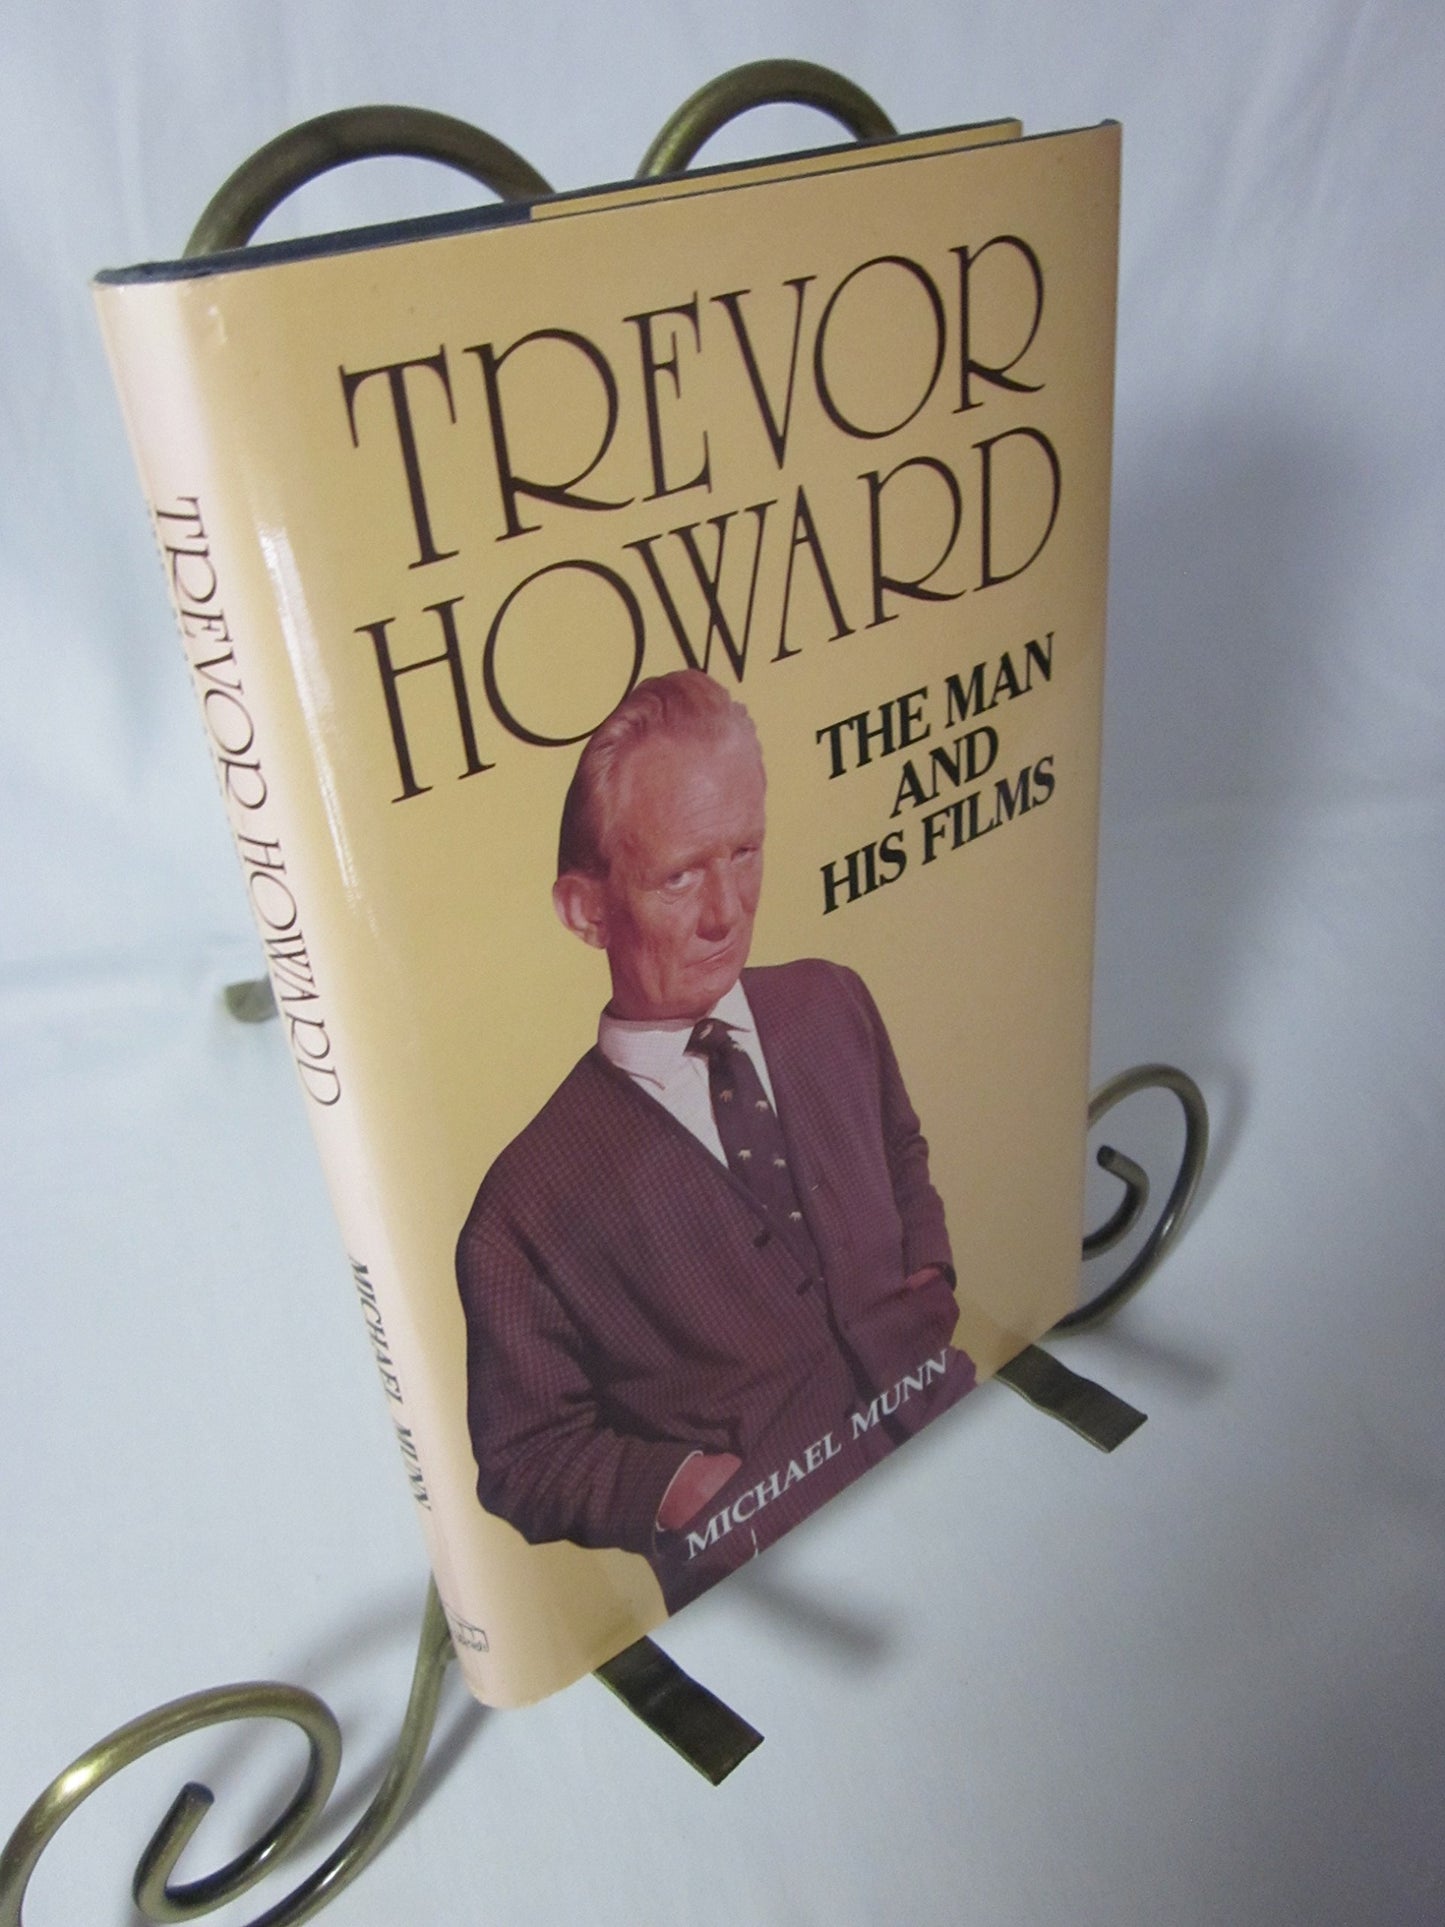 TREVOR
HOWARD
THE MAN
AND
HIS FILMS
MICHAEL MUNN
TREVOR HOWARD
MICHAEL MUNN